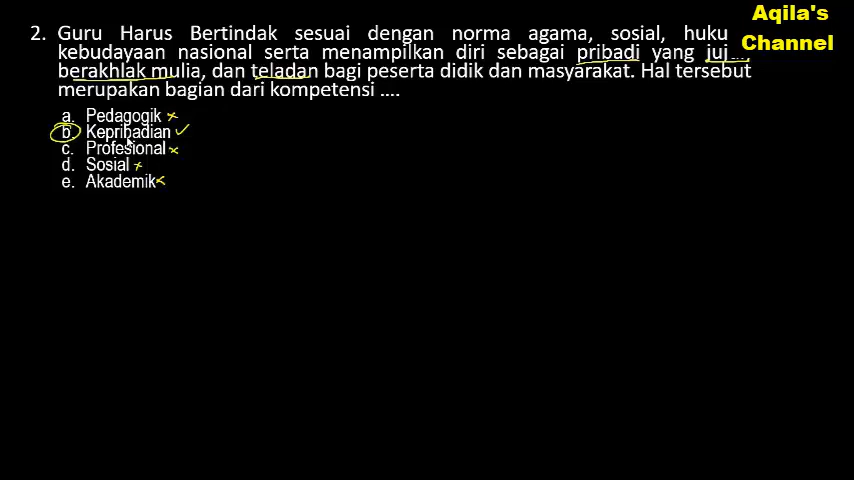 Aqila's
Channel
2. Guru Harus Bertindak sesuai dengan norma agama, sosial,
kebudayaan nasional serta menampilkan diri sebagai pribadi yang
berakhlak mulia, dan teladan bagi peserta didik dan masyarakat. Hal tersebut
merupakan bagian dari kompetensi ....
a. Pedagogik
b. Kepribadian
c. Profesional
d. Sosial
e. Akademik